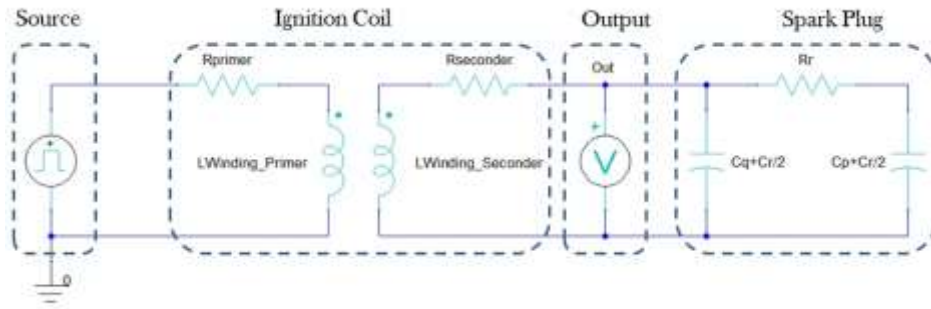 Source Ignition Coil Output Spark Plug
Rprimer Rseconder Out Rr
+ + V
LWinding_Primer LWinding_Seconder Cq+Cr/2 Cp+Cr/2
0